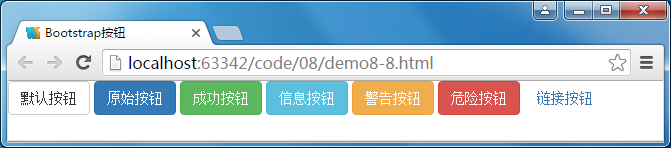 Bootstrap按钮
localhost:63342/code/08/demo8-8.html
默认按钮 原始按钮 成功按钮 信息按钮 警告按钮 危险按钮 链接按钮